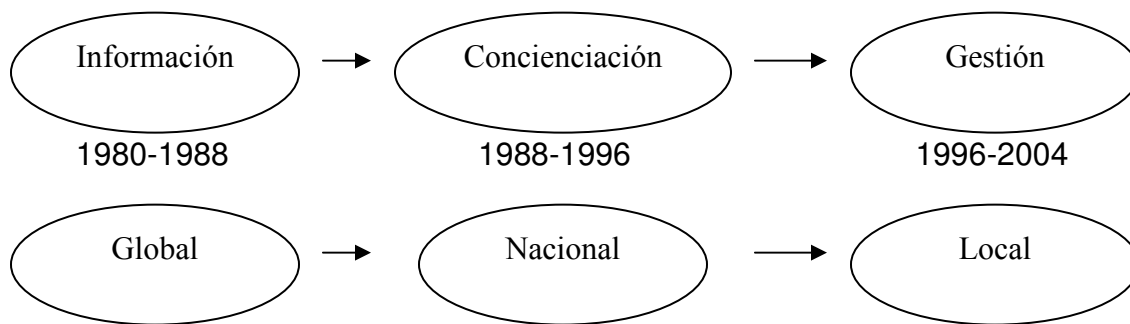 Información Concienciación Gestión
1980-1988 1988-1996 1996-2004
Global Nacional Local